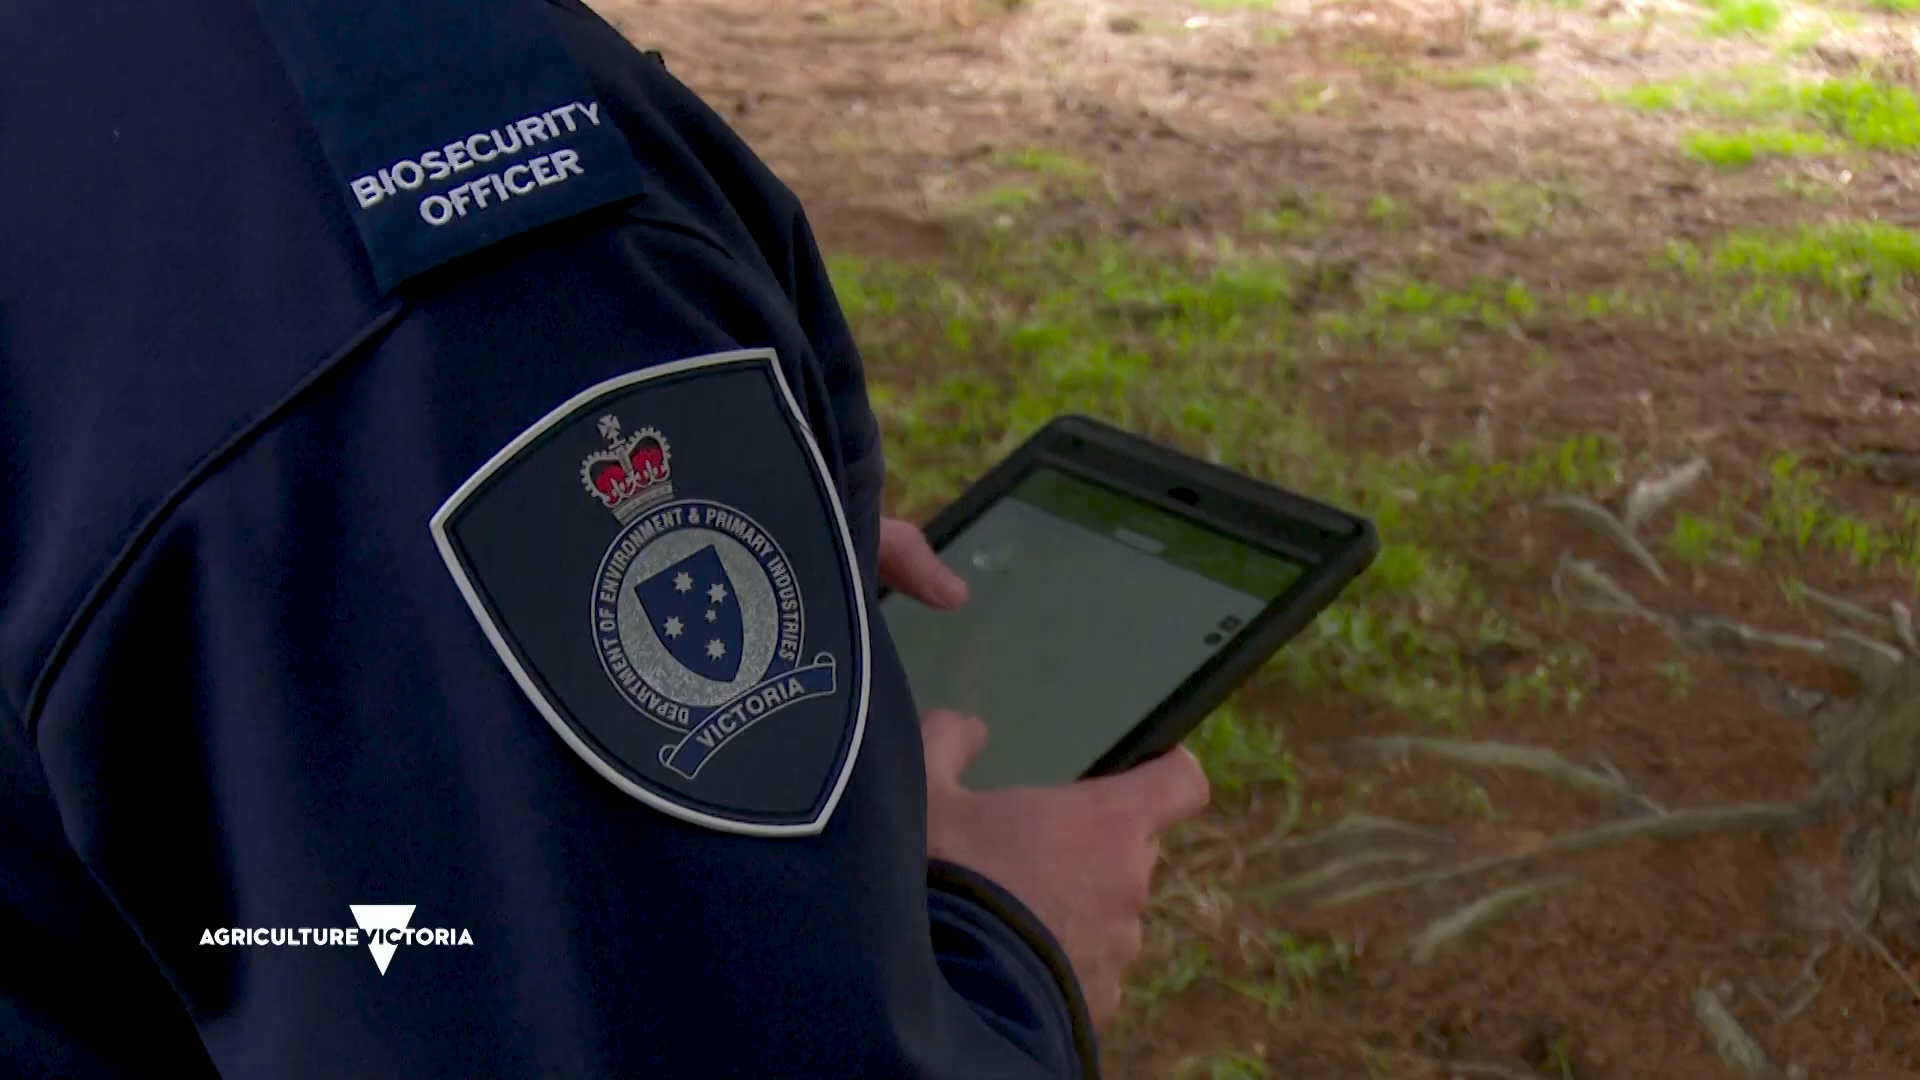 BIOSECURITY
OFFICER
DEPARTMENT OF ENVIRONMENT & PRIMARY INDUSTRIES
VICTORIA
AGRICULTURE VICTORIA